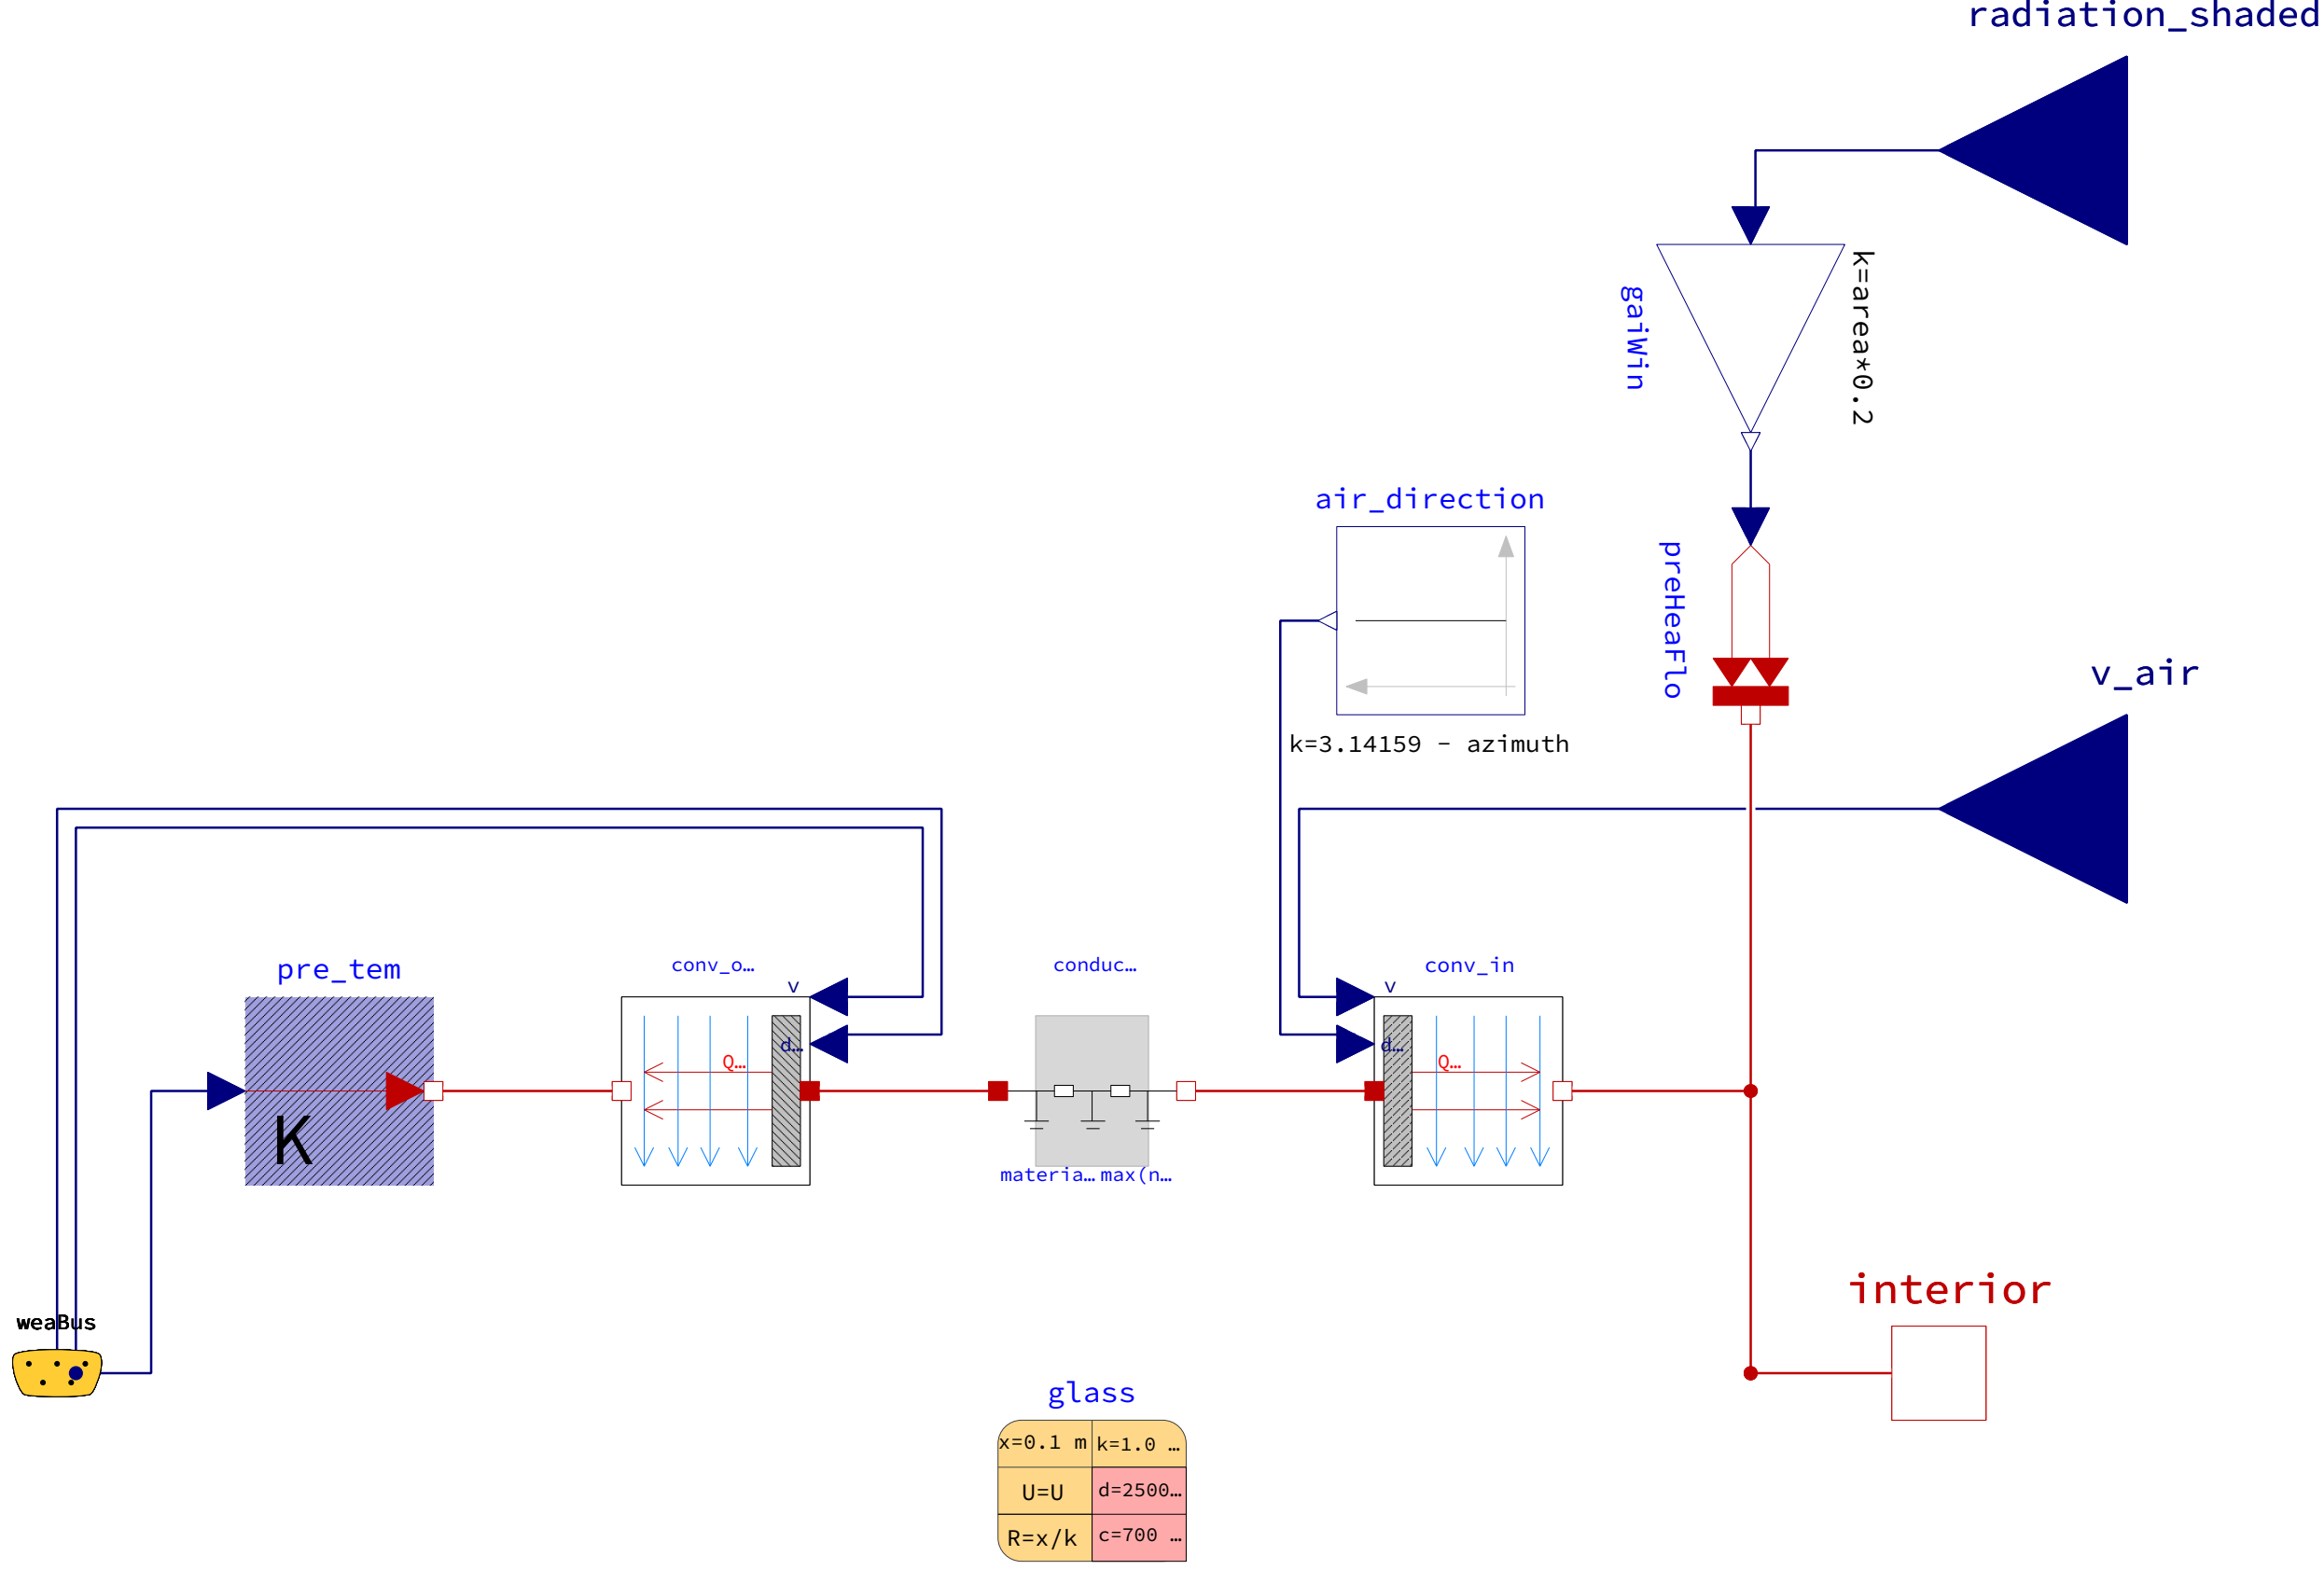 radiation_shaded
k=area*0.2
gaiWin
air_direction
preHeaFlo
v_air
k=3.14159 - azimuth
pre_tem
conv_o…
conduc…
conv_in
v
v
d…
d…
Q…
Q…
K
materia…
max(n…
weaBus
interior
glass
x=0.1 m
k=1.0 …
U=U
d=2500…
R=x/k
c=700 …